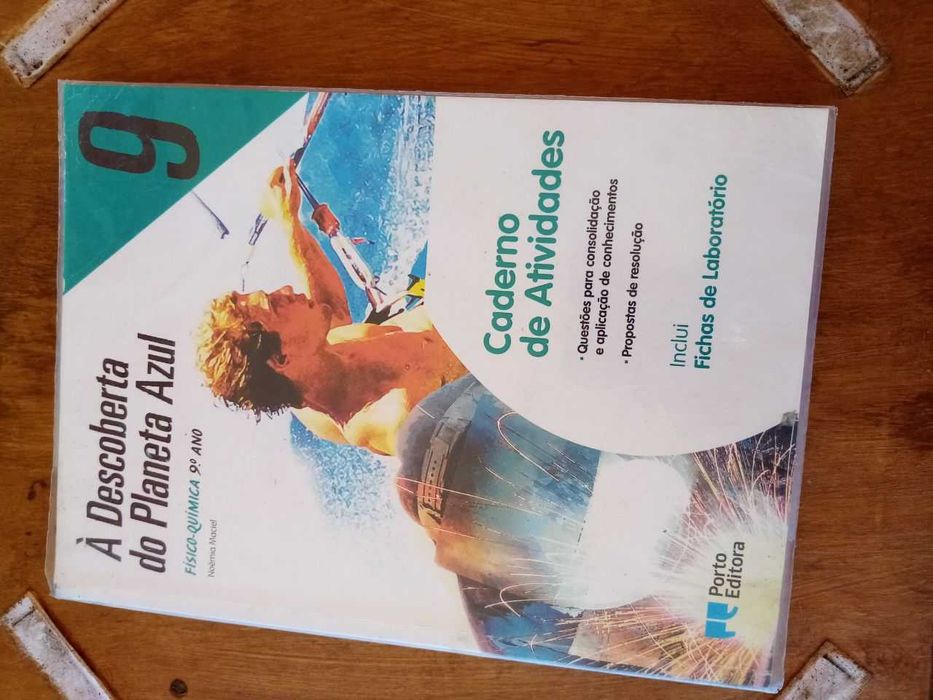 9
À Descoberta
do Planeta Azul
FÍSICO-QUÍMICA 9.º ANO
Noémia Maciel
Caderno
de Atividades
• Questões para consolidação
e aplicação de conhecimentos
• Propostas de resolução
Inclui
Fichas de Laboratório
Porto
Editora